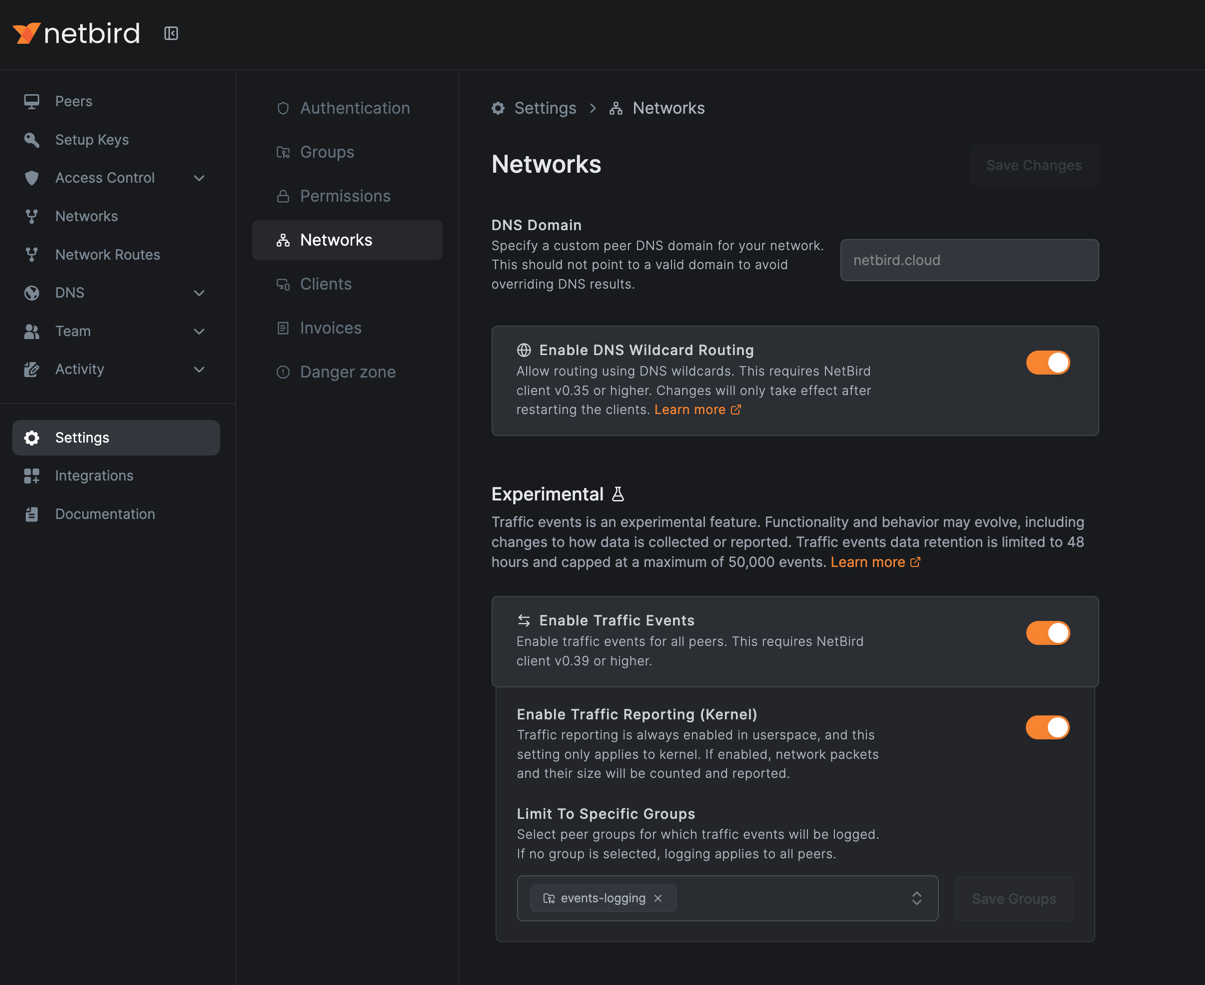 netbird
Peers
Setup Keys
Access Control
Networks
Network Routes
DNS
Team
Activity
Settings
Integrations
Documentation
Authentication
Groups
Permissions
Networks
Clients
Invoices
Danger zone
Settings > Networks
Networks
Save Changes
DNS Domain
Specify a custom peer DNS domain for your network.
This should not point to a valid domain to avoid
overriding DNS results.
netbird.cloud
Enable DNS Wildcard Routing
Allow routing using DNS wildcards. This requires NetBird
client v0.35 or higher. Changes will only take effect after
restarting the clients. Learn more
Experimental
Traffic events is an experimental feature. Functionality and behavior may evolve, including
changes to how data is collected or reported. Traffic events data retention is limited to 48
hours and capped at a maximum of 50,000 events. Learn more
Enable Traffic Events
Enable traffic events for all peers. This requires NetBird
client v0.39 or higher.
Enable Traffic Reporting (Kernel)
Traffic reporting is always enabled in userspace, and this
setting only applies to kernel. If enabled, network packets
and their size will be counted and reported.
Limit To Specific Groups
Select peer groups for which traffic events will be logged.
If no group is selected, logging applies to all peers.
events-logging ×
Save Groups